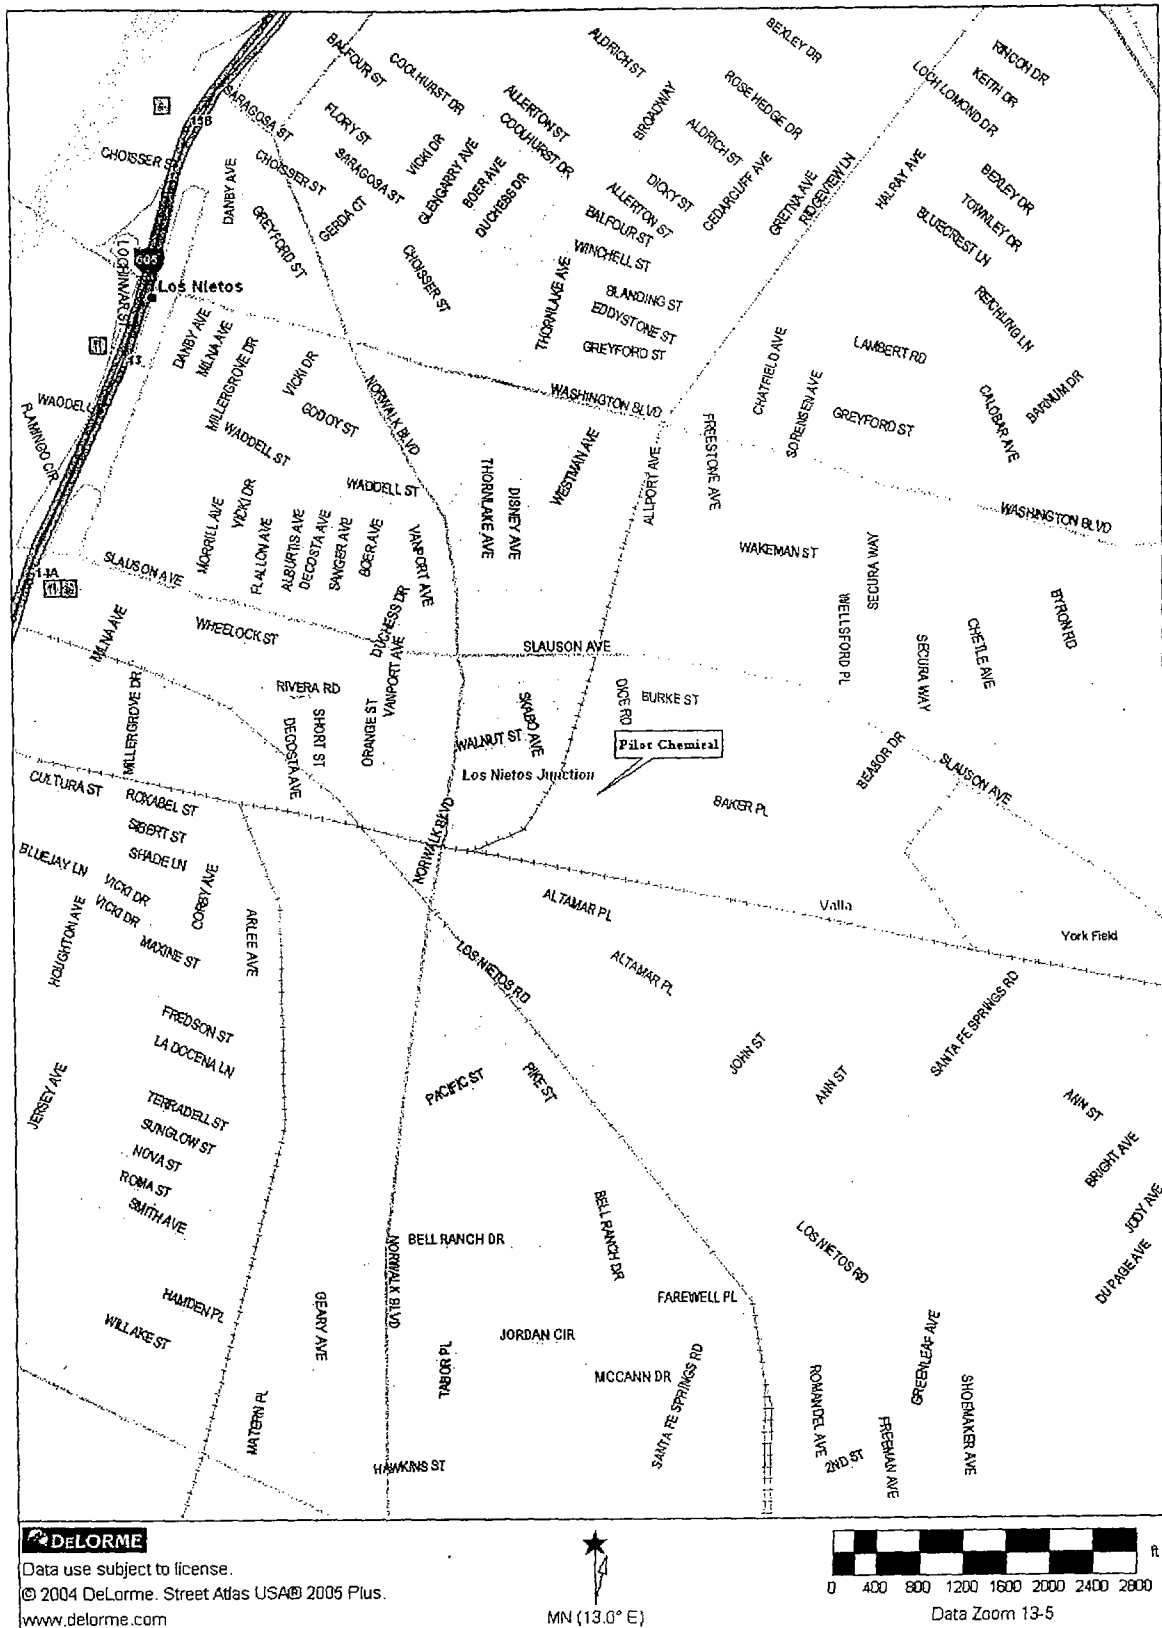 BALFOUR ST
COOLHURST DR
ALDRICH ST
BEXLEY DR
RINCON DR
KEITH DR
LOCH LOMOND DR
SARAGOSA ST
13B
FLORY ST
ALLERTON ST
COOLHURST DR
BROADWAY
ROSE HEDGE DR
ALDRICH ST
CHOISSER S
DANBY AVE
CHOISSER ST
SARAGOSA ST
VICKI DR
GLENGARRY AVE
BOER AVE
DUCHESS DR
DICKY ST
CEDARCLIFF AVE
GRETNA AVE
RIDGEVIEW LN
HALRAY AVE
BEXLEY DR
TOWNLEY DR
BLUECREST LN
GREYFORD ST
GERDA CT
ALLERTON ST
BALFOUR ST
WINCHELL ST
LOCHINVAR ST
605
Los Nietos
CHOISSER ST
THORNLAKE AVE
BLANDING ST
EDDYSTONE ST
GREYFORD ST
REICHLING LN
13
DANBY AVE
MILNA AVE
MILLERGROVE DR
VICKI DR
NORWALK BLVD
CHATFIELD AVE
LAMBERT RD
WADDELL
FLAMINGO CIR
GODOY ST
WADDELL ST
WASHINGTON BLVD
SORENSEN AVE
GREYFORD ST
CALOBAR AVE
BARNUM DR
WADDELL ST
THORNLAKE AVE
DISNEY AVE
WESTMAN AVE
ALLPORT AVE
FREESTONE AVE
MORRILL AVE
VICKI DR
FLALLON AVE
ALBURTIS AVE
DECOSTA AVE
SANGER AVE
BOER AVE
VANPORT AVE
WASHINGTON BLVD
WAKEMAN ST
SECURA WAY
SLAUSON AVE
DUCHESS DR
WELLSFORD PL
BYRON RD
MILNA AVE
WHEELOCK ST
VANPORT AVE
SLAUSON AVE
SECURA WAY
CHETLE AVE
MILLERGROVE DR
RIVERA RD
DECOSTA AVE
SHORT ST
ORANGE ST
SKABO AVE
WALNUT ST
DICE RD
BURKE ST
Pilot Chemical
BEABOR DR
SLAUSON AVE
Los Nietos Junction
CULTURA ST
ROXABEL ST
SIBERT ST
SHADE LN
BAKER PL
NORWALK BLVD
BLUEJAY LN
VICKI DR
VICKI DR
CORBY AVE
HOUGHTON AVE
MAXINE ST
ARLEE AVE
ALTAMAR PL
Valla
York Field
LOS NIETOS RD
ALTAMAR PL
FREDSON ST
LA DOCENA LN
SANTA FE SPRINGS RD
JERSEY AVE
TERRADELL ST
SUNGLOW ST
NOVA ST
ROMA ST
SMITH AVE
PACIFIC ST
PIKE ST
JOHN ST
ANN ST
ANN ST
BRIGHT AVE
JODY AVE
DU PAGE AVE
BELL RANCH DR
BELL RANCH DR
NORWALK BLVD
LOS NIETOS RD
HAMDEN PL
WILLAKE ST
GEARY AVE
FAREWELL PL
JORDAN CIR
TABOR PL
MCCANN DR
SANTA FE SPRINGS RD
GREENLEAF AVE
ROMANDEL AVE
SHOEMAKER AVE
MATERN PL
HAWKINS ST
2ND ST
FREEMAN AVE
DELORME
Data use subject to license.
© 2004 DeLorme. Street Atlas USA® 2005 Plus.
www.delorme.com
MN (13.0° E)
ft
0 400 800 1200 1600 2000 2400 2800
Data Zoom 13-5